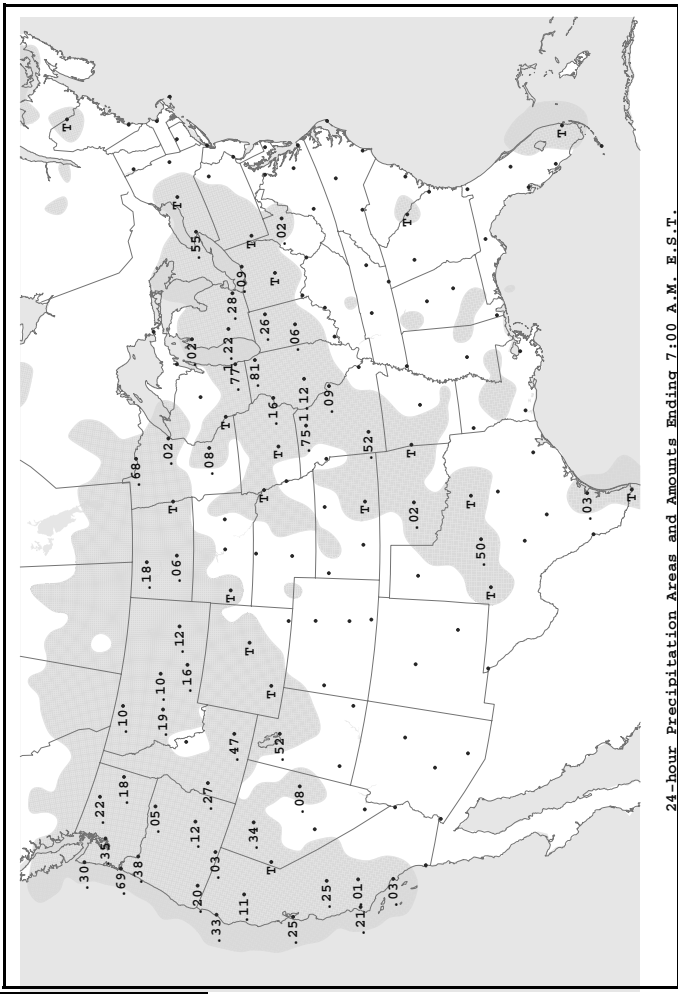 T
.30
.22
.35
.69
.18
.10
.68
.38
.18
.05
.19
.10
.02
T
.06
T
.12
.16
.02
.12
.55
.20
.27
.08
.33
.03
T
1.22
T
.28
.77
.47
.09
.11
T
T
.34
.81
T
.26
T
T
.16
T
T
.52
.02
.25
.06
.08
1.12
.75
.25
.09
.01
.21
T
.52
.03
T
T
.02
T
.50
T
T
.03
T
24-hour Precipitation Areas and Amounts Ending 7:00 A.M. E.S.T.